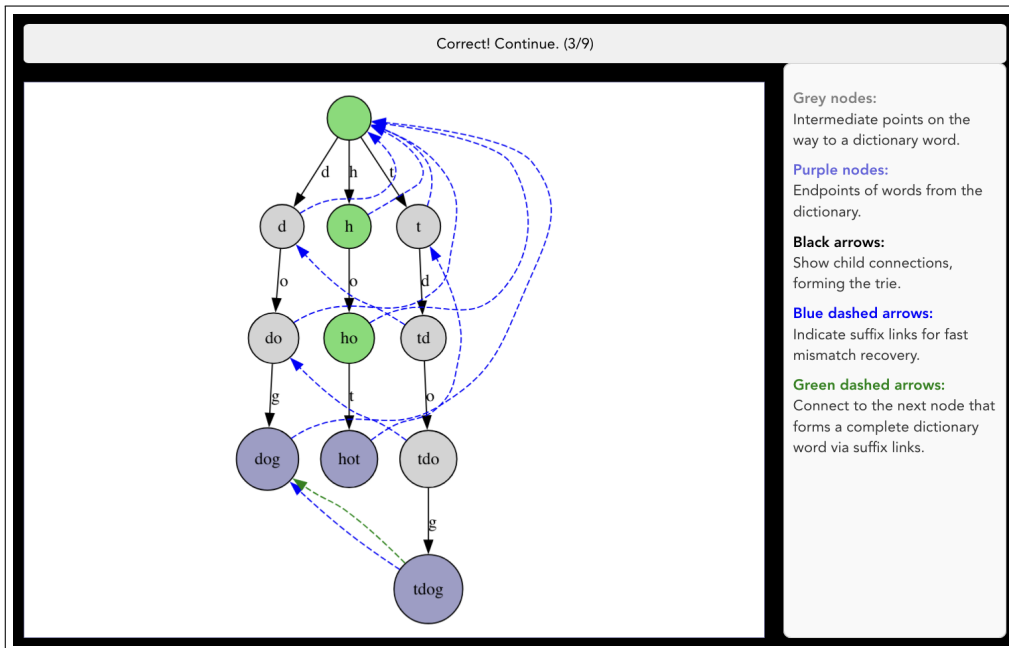 Correct! Continue. (3/9)
d
h
t
d
h
t
o
o
d
do
ho
td
g
t
o
dog
hot
tdo
g
tdog
Grey nodes:
Intermediate points on the
way to a dictionary word.
Purple nodes:
Endpoints of words from the
dictionary.
Black arrows:
Show child connections,
forming the trie.
Blue dashed arrows:
Indicate suffix links for fast
mismatch recovery.
Green dashed arrows:
Connect to the next node that
forms a complete dictionary
word via suffix links.